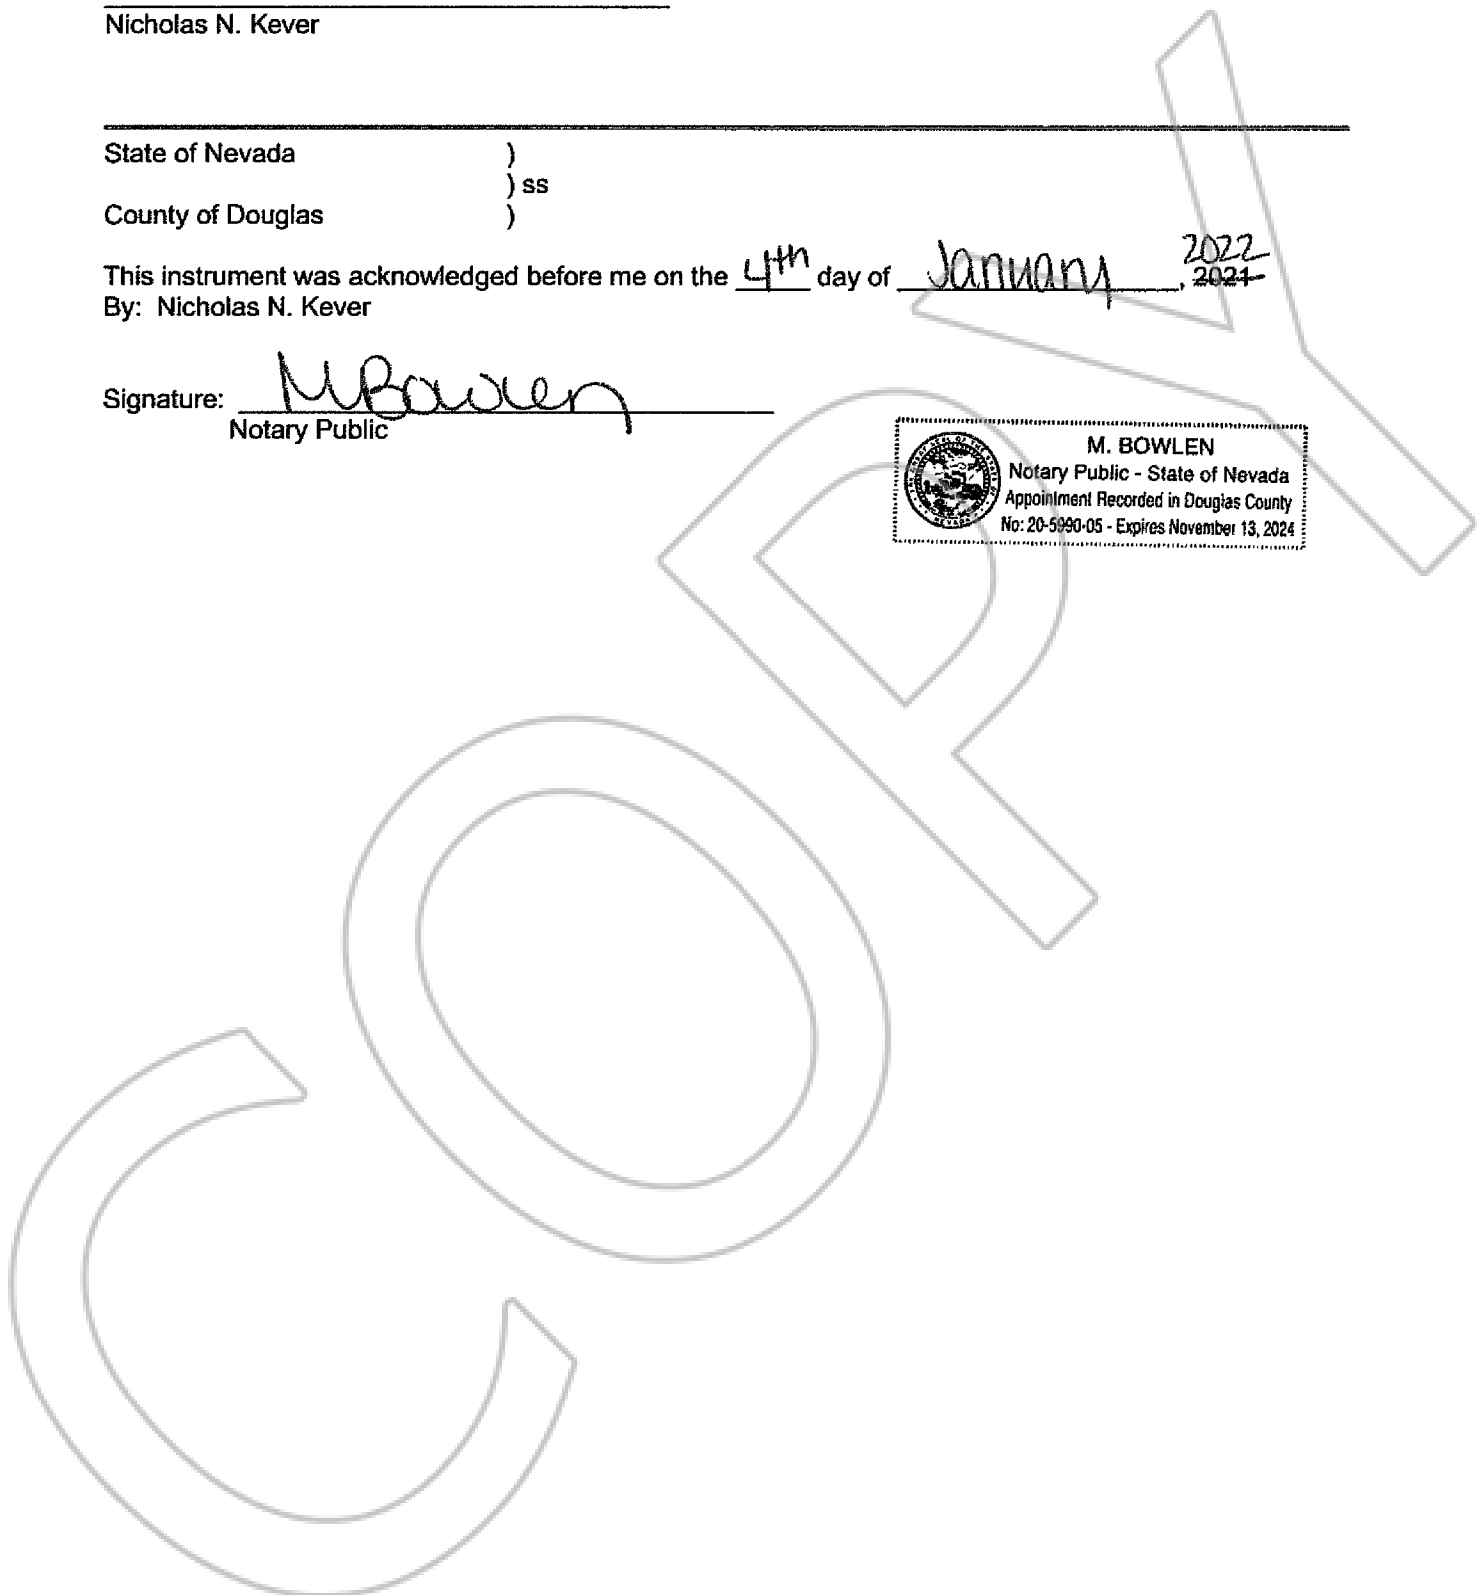 Nicholas N. Kever
State of Nevada )
) ss
County of Douglas )
This instrument was acknowledged before me on the 4th day of January, 2022 2021
By: Nicholas N. Kever
Signature: MBowlen
Notary Public
M. BOWLEN
Notary Public - State of Nevada
Appointment Recorded in Douglas County
No: 20-5990-05 - Expires November 13, 2024
COPY